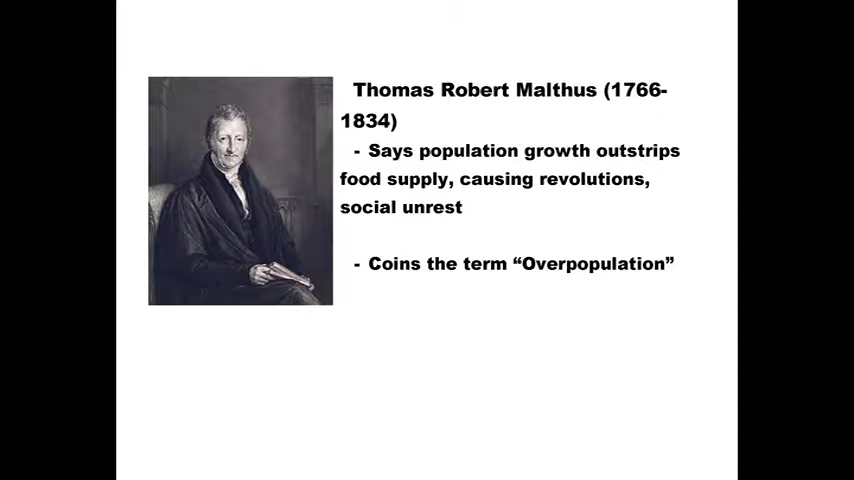 Thomas Robert Malthus (1766-
1834)
- Says population growth outstrips
food supply, causing revolutions,
social unrest
- Coins the term “Overpopulation”